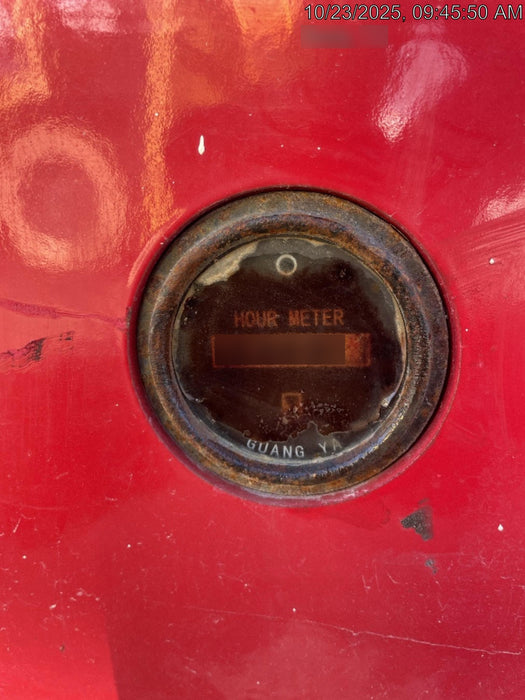 10/23/2025, 09:45:50 AM
HOUR METER
GUANG YA